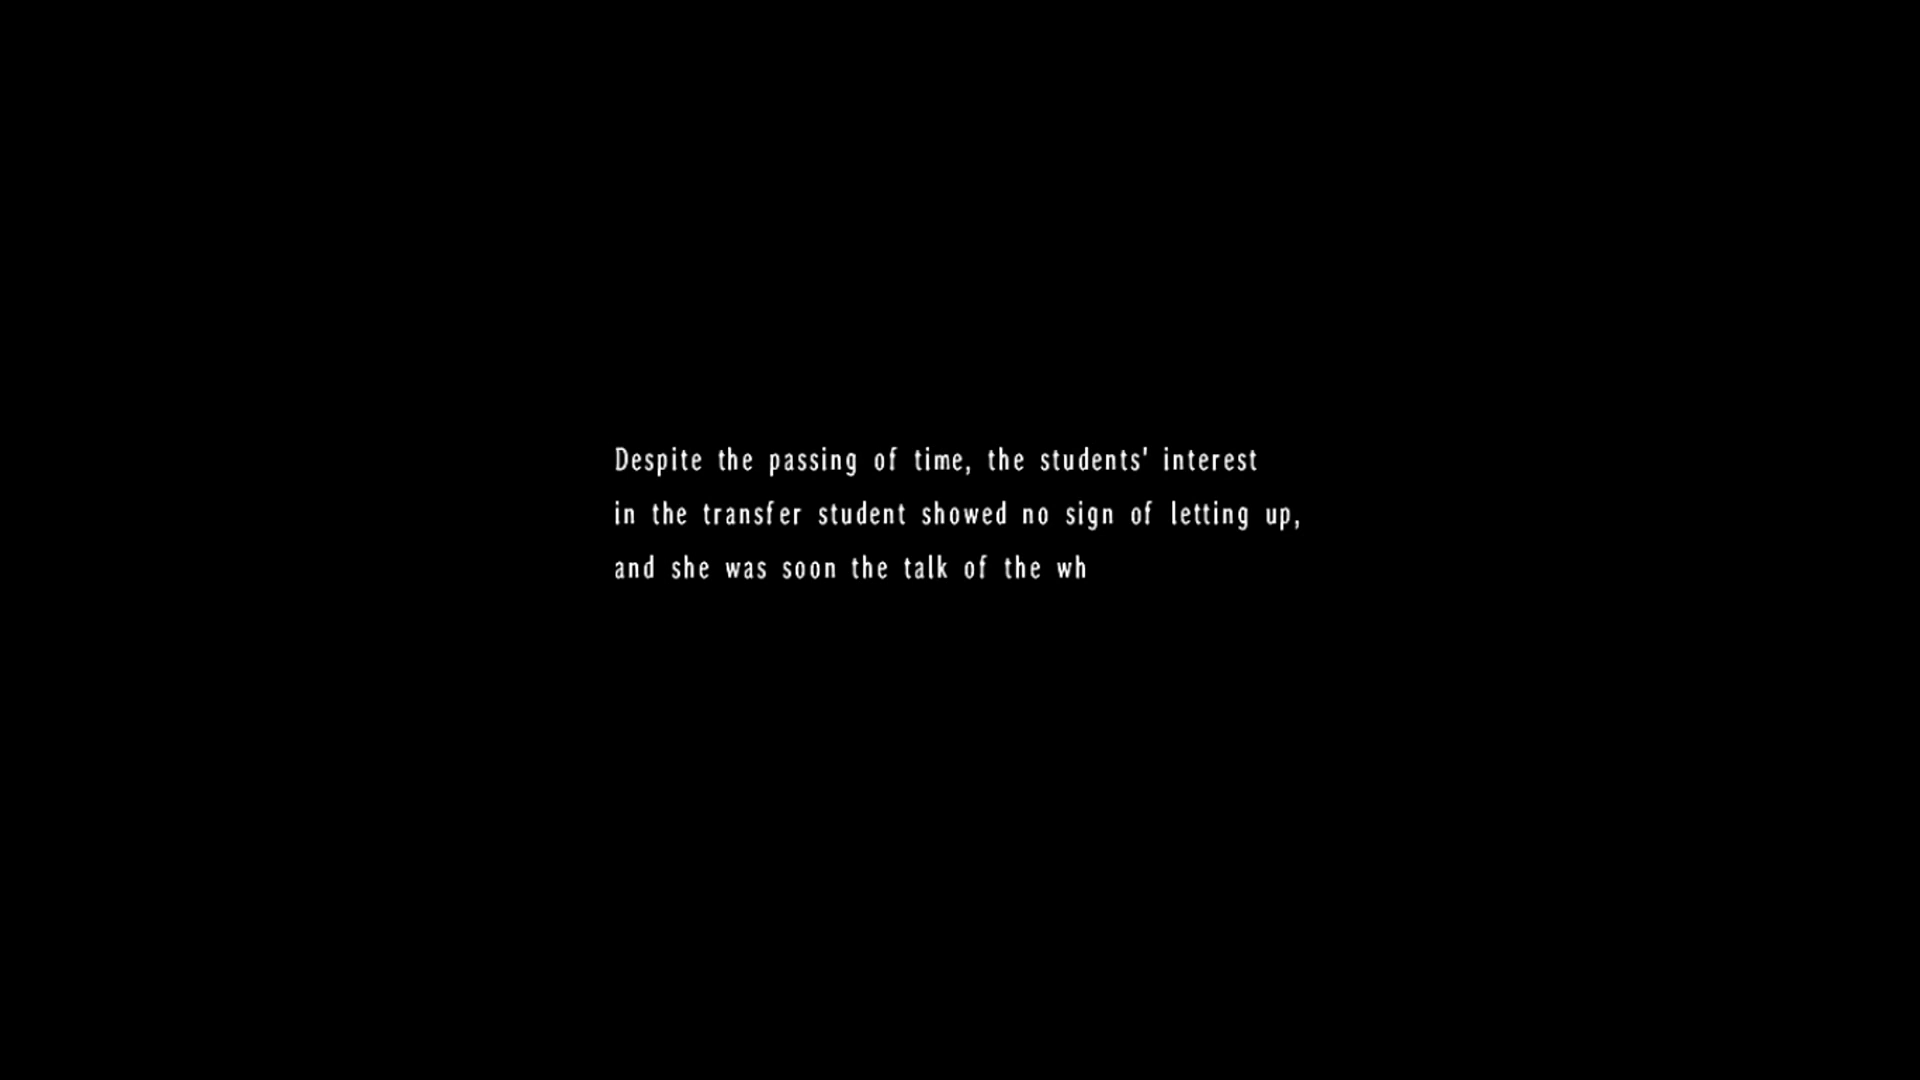 Despite the passing of time, the students' interest
in the transfer student showed no sign of letting up,
and she was soon the talk of the wh